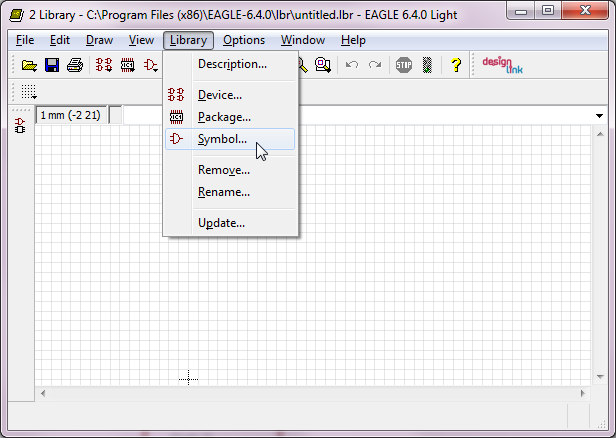 2 Library - C:\Program Files (x86)\EAGLE-6.4.0\lbr\untitled.lbr - EAGLE 6.4.0 Light
File Edit Draw View Library Options Window Help
STOP ? design link
1 mm (-2 21)
Description...
Device...
Package...
Symbol...
Remove...
Rename...
Update...